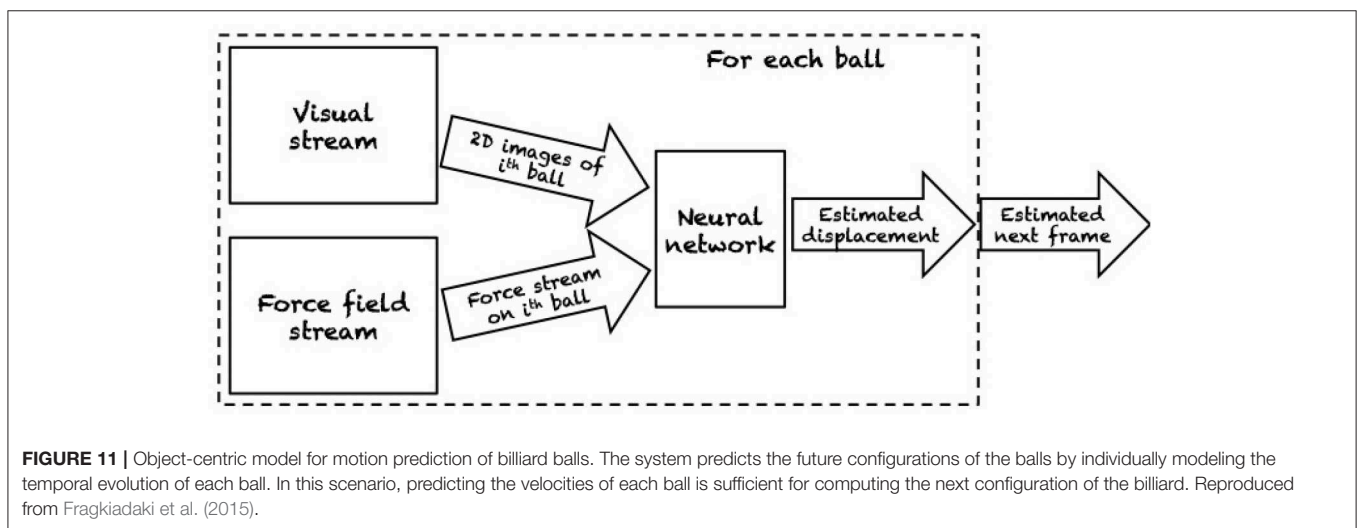 For each ball
Visual
stream
2D images of
ith ball
Force field
stream
Force stream
on ith ball
Neural
network
Estimated
displacement
Estimated
next frame
FIGURE 11 | Object-centric model for motion prediction of billiard balls. The system predicts the future configurations of the balls by individually modeling the
temporal evolution of each ball. In this scenario, predicting the velocities of each ball is sufficient for computing the next configuration of the billiard. Reproduced
from Fragkiadaki et al. (2015).